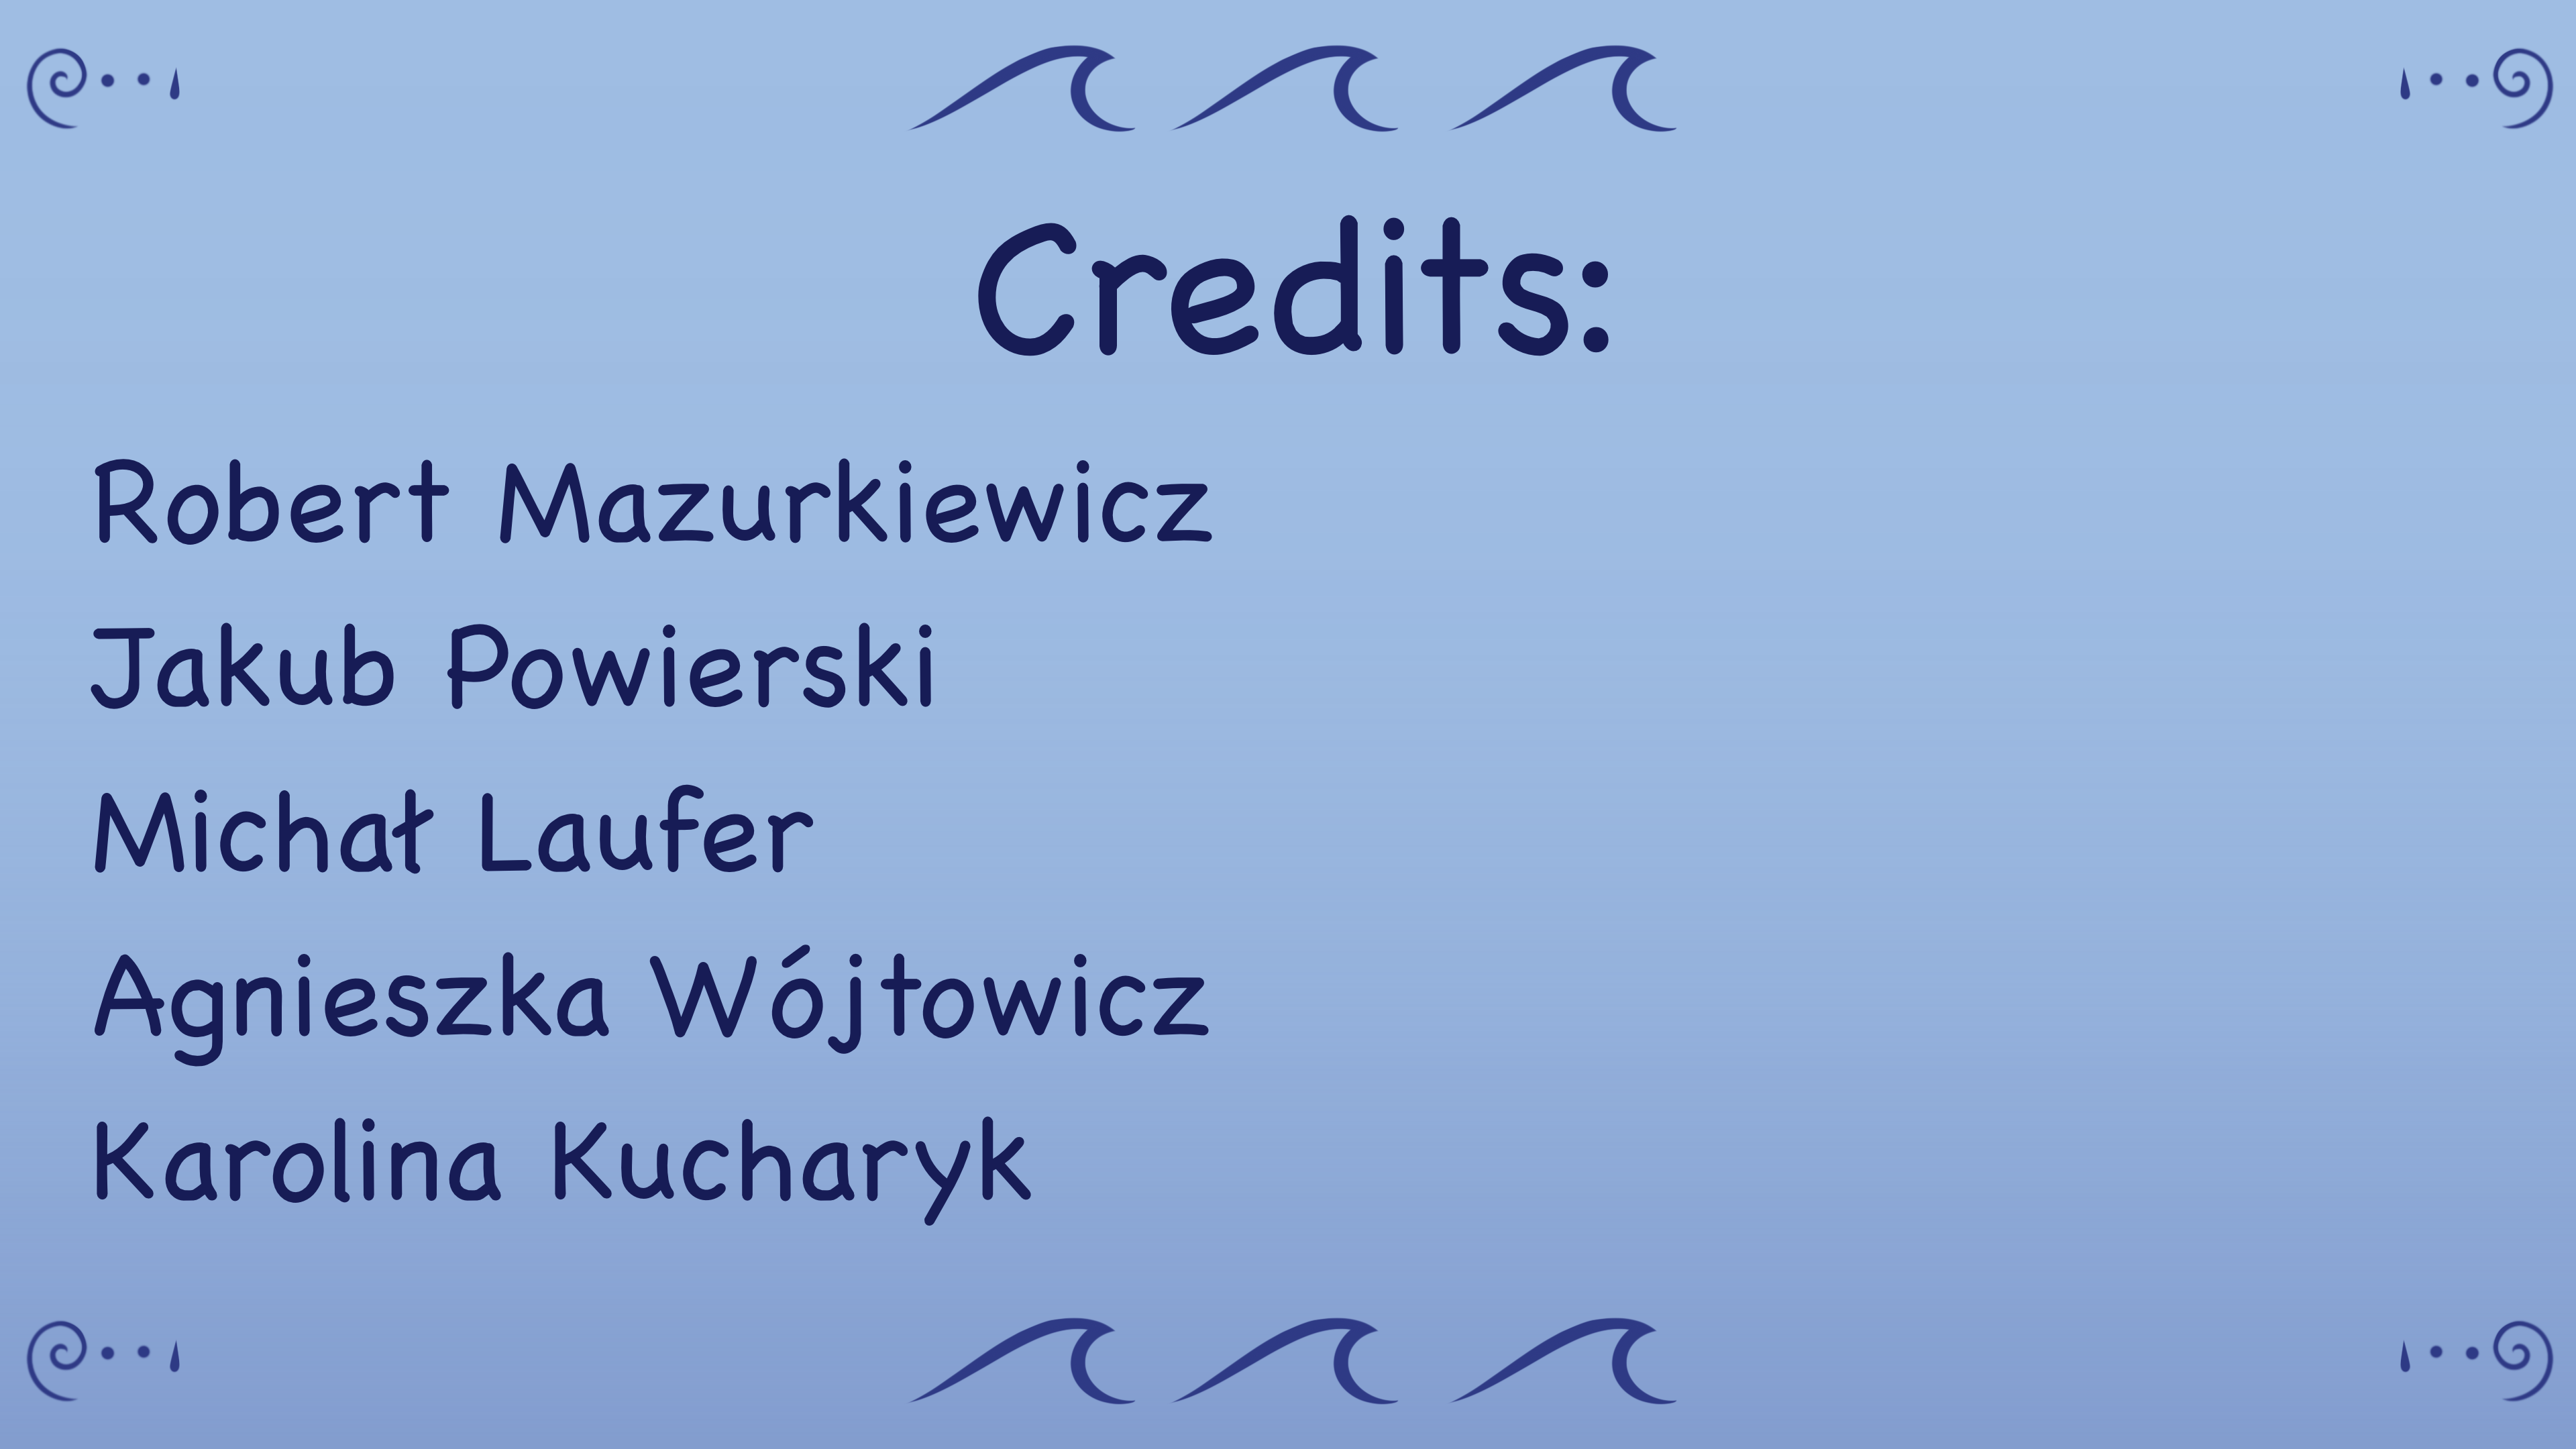 Credits:
Robert Mazurkiewicz
Jakub Powierski
Michał Laufer
Agnieszka Wójtowicz
Karolina Kucharyk